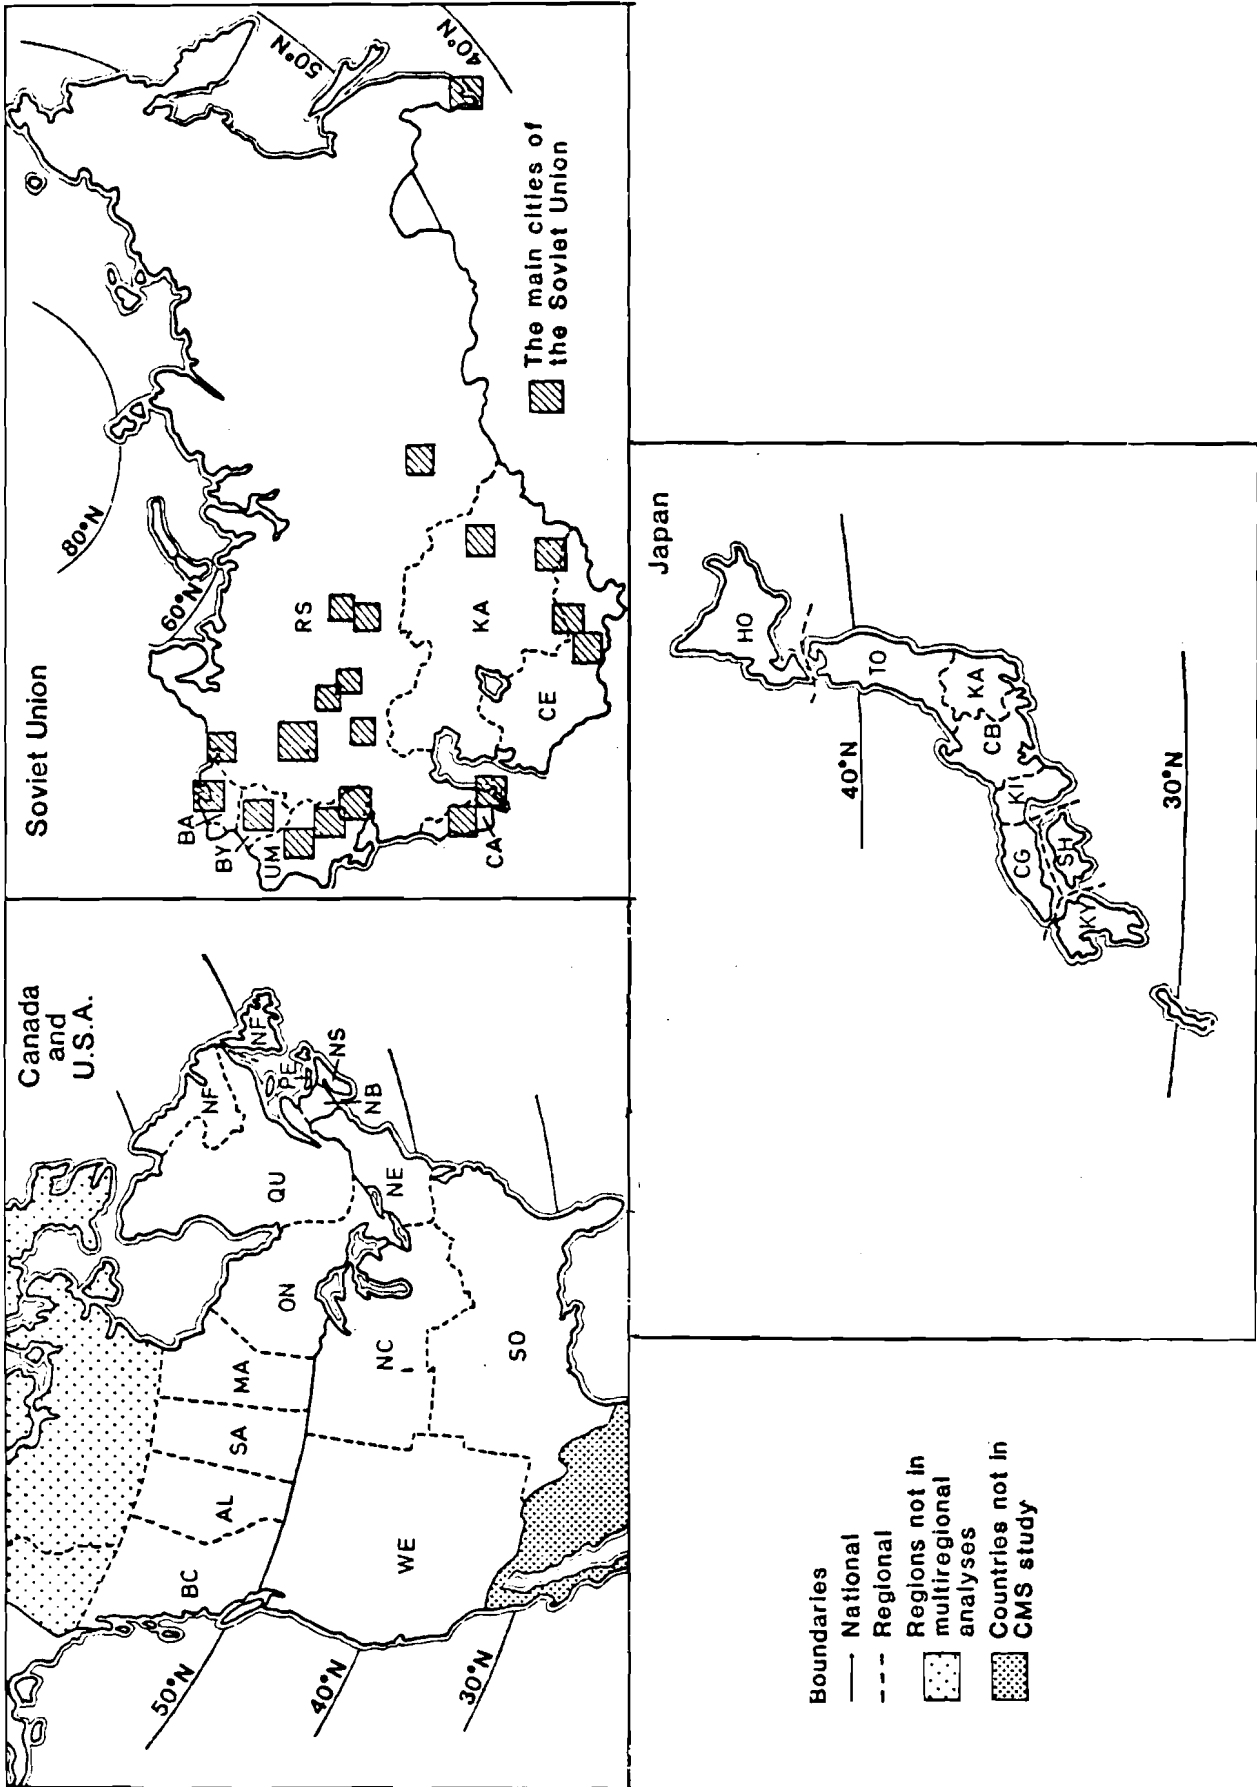 Canada
and
U.S.A.
50°N
40°N
30°N
BC
AL
SA
MA
ON
QU
NF
NF
PE
NS
NB
NE
NC
SO
WE
Soviet Union
80°N
60°N
50°N
40°N
BA
BY
UM
CA
RS
KA
CE
The main cities of
the Soviet Union
Boundaries
National
Regional
Regions not in
multiregional
analyses
Countries not in
CMS study
Japan
40°N
30°N
HO
TO
KA
CB
KI
CG
SH
KY